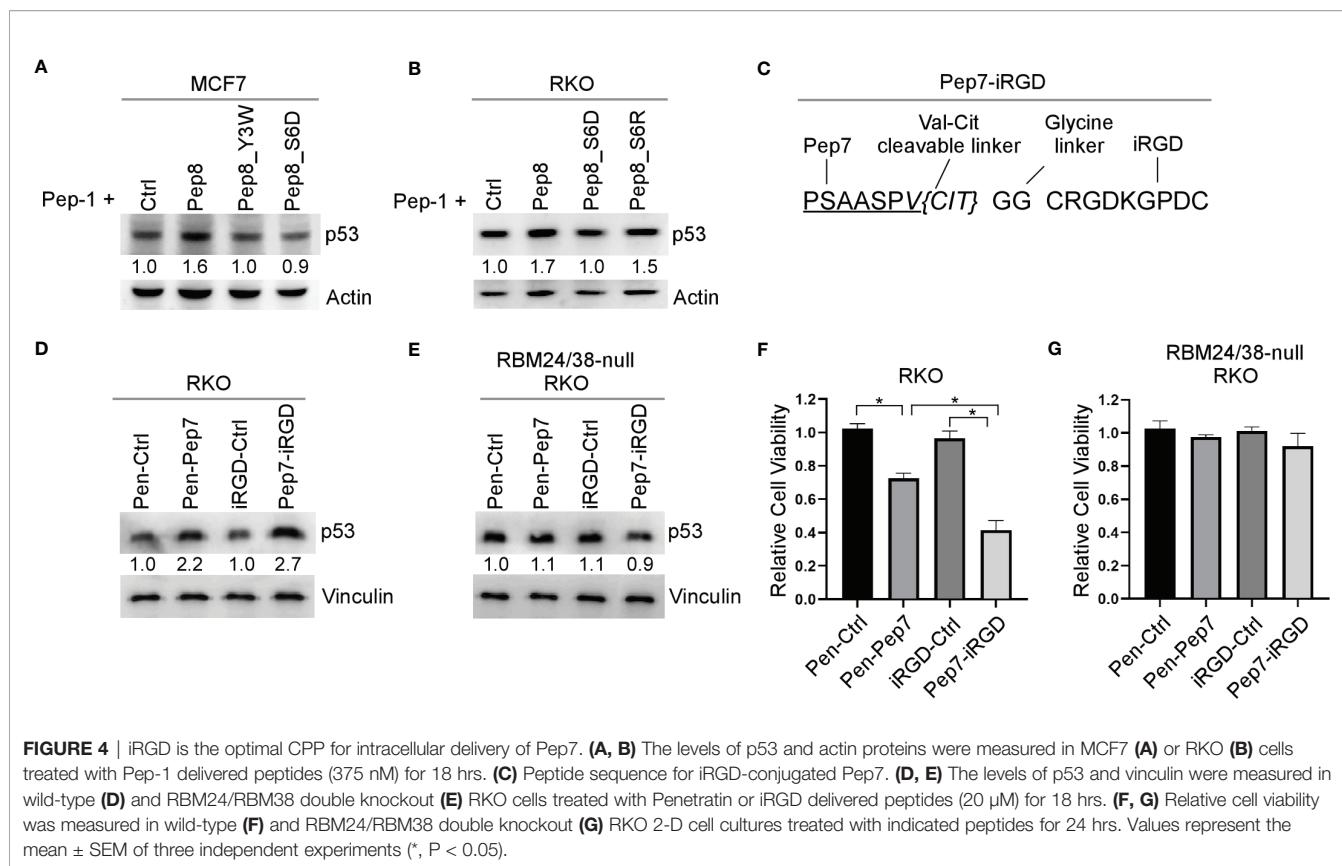 A
MCF7
Pep-1 +
Ctrl
Pep8
Pep8_Y3W
Pep8_S6D
p53
1.0 1.6 1.0 0.9
Actin
B
RKO
Pep-1 +
Ctrl
Pep8
Pep8_S6D
Pep8_S6R
p53
1.0 1.7 1.0 1.5
Actin
C
Pep7-iRGD
Pep7
Val-Cit
cleavable linker
Glycine
linker
iRGD
PSAASPV{CIT} GG CRGDKGPDC
D
RKO
Pen-Ctrl
Pen-Pep7
iRGD-Ctrl
Pep7-iRGD
p53
1.0 2.2 1.0 2.7
Vinculin
E
RBM24/38-null
RKO
Pen-Ctrl
Pen-Pep7
iRGD-Ctrl
Pep7-iRGD
p53
1.0 1.1 1.1 0.9
Vinculin
F
RKO
Relative Cell Viability
1.2
1.0
0.8
0.6
0.4
0.2
0.0
* *
*
Pen-Ctrl
Pen-Pep7
iRGD-Ctrl
Pep7-iRGD
G
RBM24/38-null
RKO
Relative Cell Viability
1.2
1.0
0.8
0.6
0.4
0.2
0.0
Pen-Ctrl
Pen-Pep7
iRGD-Ctrl
Pep7-iRGD
FIGURE 4 | iRGD is the optimal CPP for intracellular delivery of Pep7. (A, B) The levels of p53 and actin proteins were measured in MCF7 (A) or RKO (B) cells
treated with Pep-1 delivered peptides (375 nM) for 18 hrs. (C) Peptide sequence for iRGD-conjugated Pep7. (D, E) The levels of p53 and vinculin were measured in
wild-type (D) and RBM24/RBM38 double knockout (E) RKO cells treated with Penetratin or iRGD delivered peptides (20 μM) for 18 hrs. (F, G) Relative cell viability
was measured in wild-type (F) and RBM24/RBM38 double knockout (G) RKO 2-D cell cultures treated with indicated peptides for 24 hrs. Values represent the
mean ± SEM of three independent experiments (*, P < 0.05).